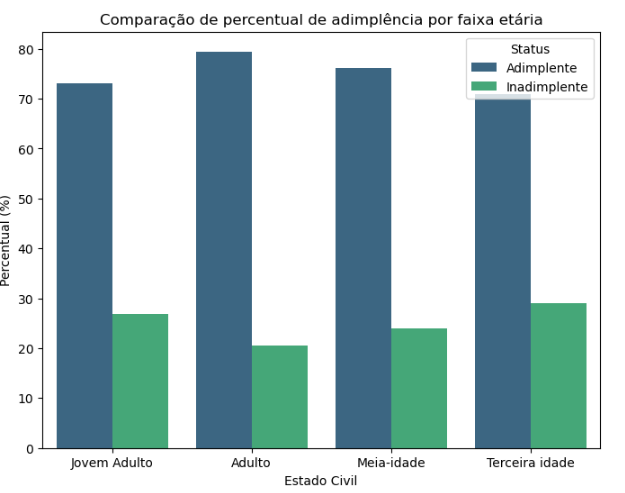 Comparação de percentual de adimplência por faixa etária
Status
Adimplente
Inadimplente
Percentual (%)
80
70
60
50
40
30
20
10
0
Jovem Adulto
Adulto
Meia-idade
Terceira idade
Estado Civil